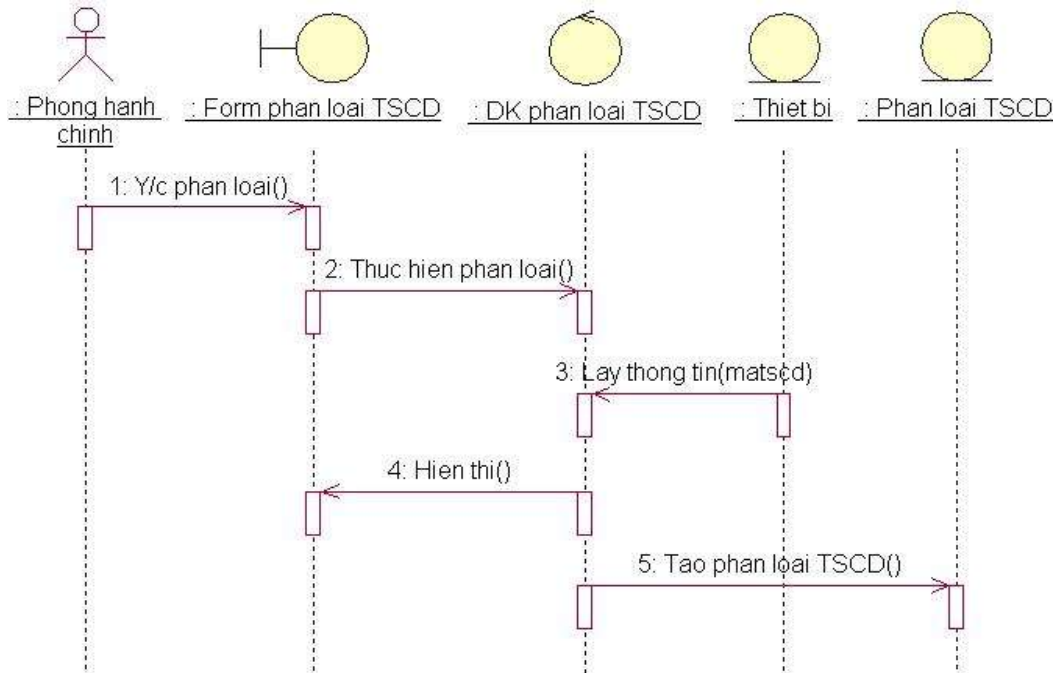 : Phong hanh
chinh
: Form phan loai TSCD
: DK phan loai TSCD
: Thiet bi
: Phan loai TSCD
1: Y/c phan loai()
2: Thuc hien phan loai()
3: Lay thong tin(matscd)
4: Hien thi()
5: Tao phan loai TSCD()